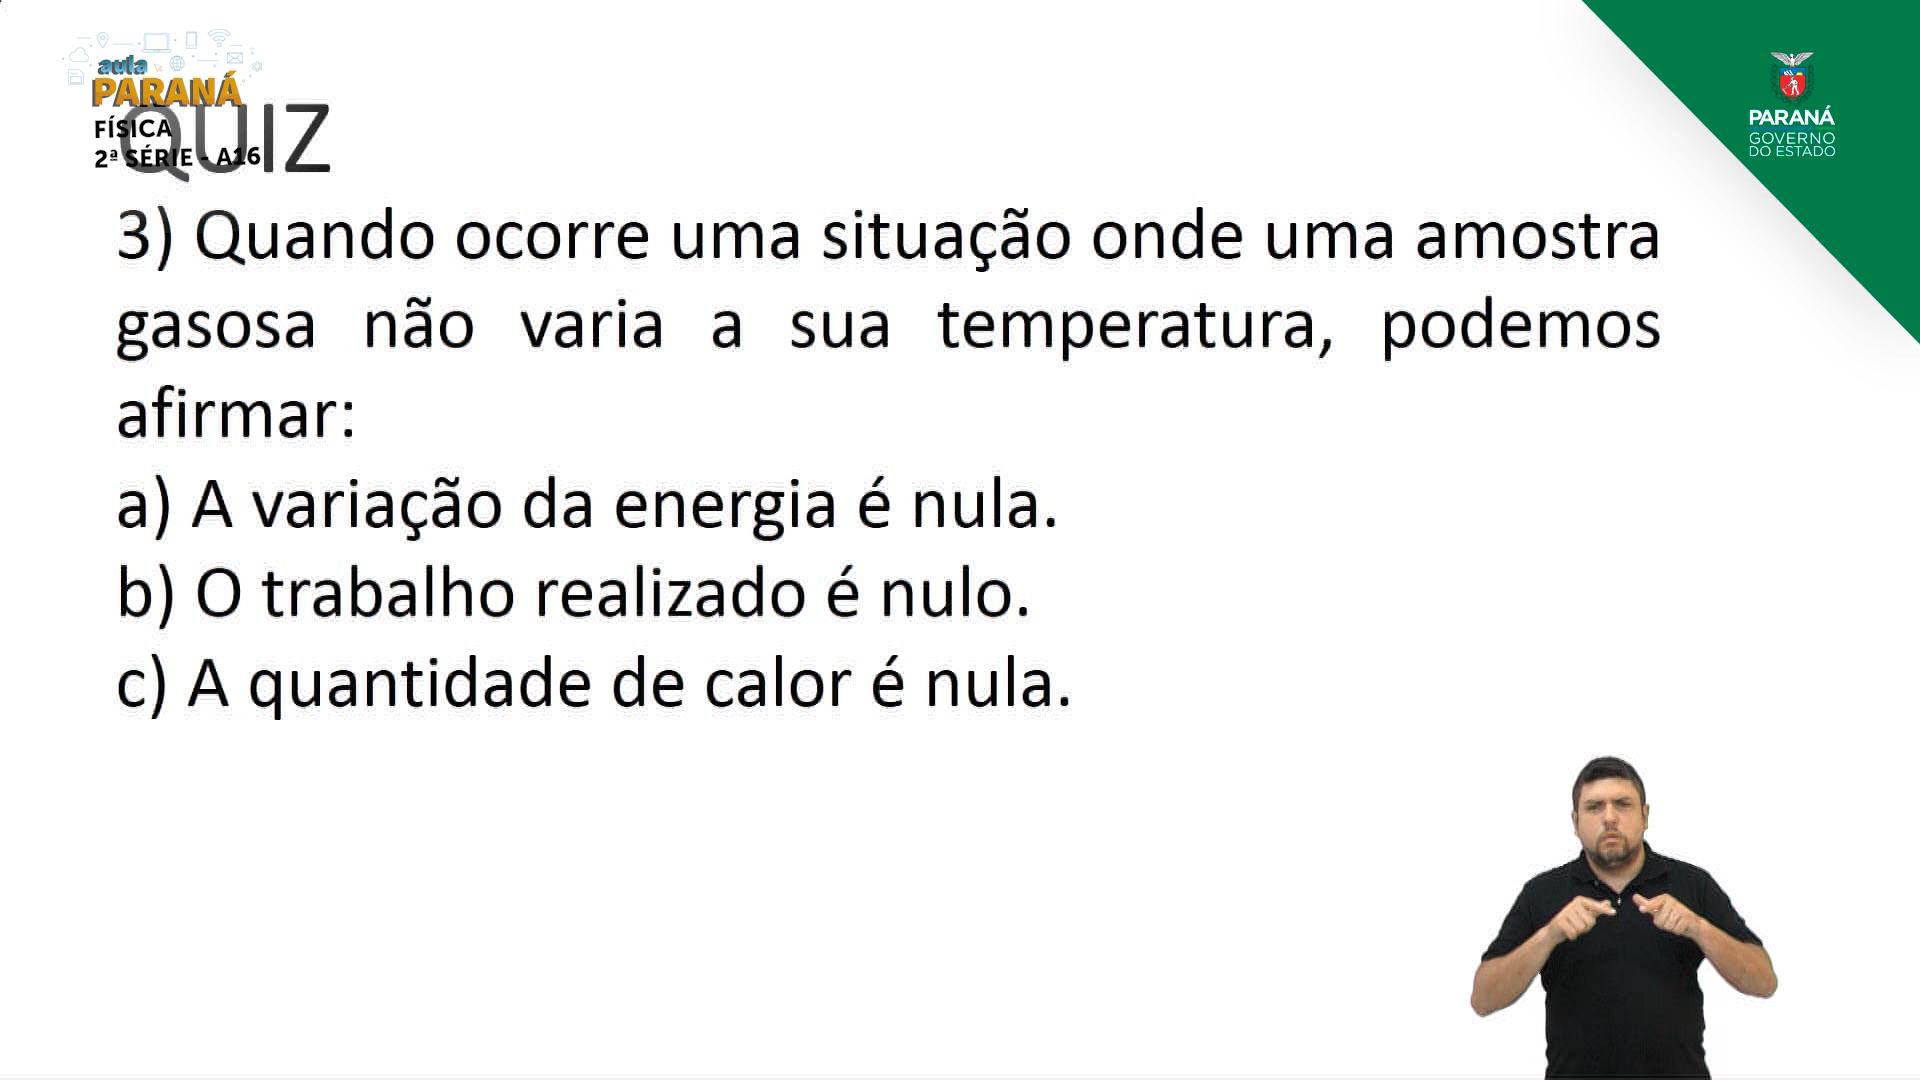 aula
PARANÁ
QUIZ
FÍSICA
2ª SÉRIE - A16
PARANÁ
GOVERNO
DO ESTADO
3) Quando ocorre uma situação onde uma amostra
gasosa não varia a sua temperatura, podemos
afirmar:
a) A variação da energia é nula.
b) O trabalho realizado é nulo.
c) A quantidade de calor é nula.